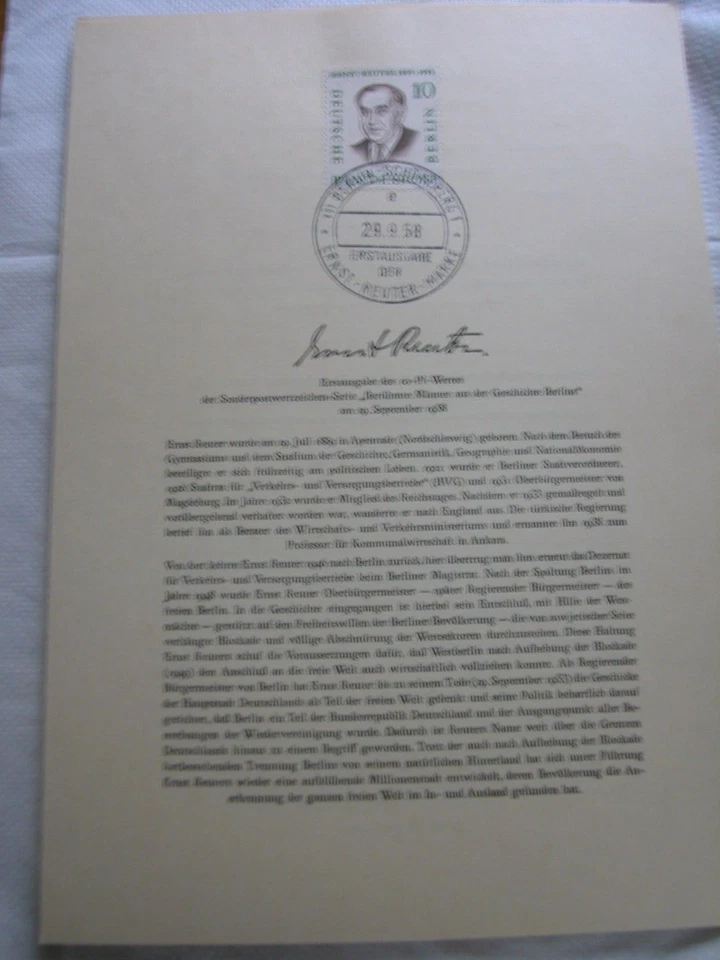 ERNST REUTER 1889-1953
10
DEUTSCHE
BERLIN
BERLIN
29.9.58
ERSTAUSGABE
DER
ERNST-REUTER-MARKE
Ernst Reuter
Erstausgabe des 10-Pf-Wertes
der Sonderpostwertzeichen-Serie „Berliner: Männer aus der Geschichte Berlins“
am 29. September 1958
Ernst Reuter wurde am 29. Juli 1889 in Apenrade (Nordschleswig) geboren. Nach dem Besuch des
Gymnasiums und dem Studium der Geschichte, Germanistik, Geographie und Nationalökonomie
beteiligte er sich frühzeitig am politischen Leben. 1921 wurde er Berliner Stadtverordneter,
1926 Stadtrat für „Verkehrs- und Versorgungsbetriebe“ (BVG) und 1931 Oberbürgermeister von
Magdeburg. Im Jahre 1932 wurde er Mitglied des Reichstages. Nachdem er 1933 gemaßregelt und
vorübergehend verhaftet worden war, wanderte er nach England aus. Die türkische Regierung
berief ihn als Berater des Wirtschafts- und Verkehrsministeriums und ernannte ihn 1938 zum
Professor für Kommunalwirtschaft in Ankara.
Von dort kehrte Ernst Reuter 1946 nach Berlin zurück; hier übertrug man ihm erneut das Dezernat
für Verkehrs- und Versorgungsbetriebe beim Berliner Magistrat. Nach der Spaltung Berlins im
Jahre 1948 wurde Ernst Reuter Oberbürgermeister — später Regierender Bürgermeister — des
freien Berlin. In die Geschichte eingegangen ist hierbei sein Entschluß, mit Hilfe der West-
mächte — gestützt auf den Freiheitswillen der Berliner Bevölkerung — die von sowjetischer Seite
verhängte Blockade und völlige Abschnürung der Westsektoren durchzustehen. Diese Haltung
Ernst Reuters schuf die Voraussetzungen dafür, daß Westberlin nach Aufhebung der Blockade
(1949) den Anschluß an die freie Welt auch wirtschaftlich vollziehen konnte. Als Regierender
Bürgermeister von Berlin hat Ernst Reuter bis zu seinem Tode (29. September 1953) die Geschicke
der Hauptstadt Deutschlands als Teil der freien Welt gelenkt und seine Politik beharrlich darauf
gerichtet, daß Berlin ein Teil der Bundesrepublik Deutschland und der Ausgangspunkt aller Be-
strebungen der Wiedervereinigung wurde. Dadurch ist Reuters Name weit über die Grenzen
Deutschlands hinaus zu einem Begriff geworden. Trotz der auch nach Aufhebung der Blockade
fortbestehenden Trennung Berlins von seinem natürlichen Hinterland hat sich unter Führung
Ernst Reuters wieder eine aufblühende Millionenstadt entwickelt, deren Bevölkerung die An-
erkennung der ganzen freien Welt im In- und Ausland gefunden hat.